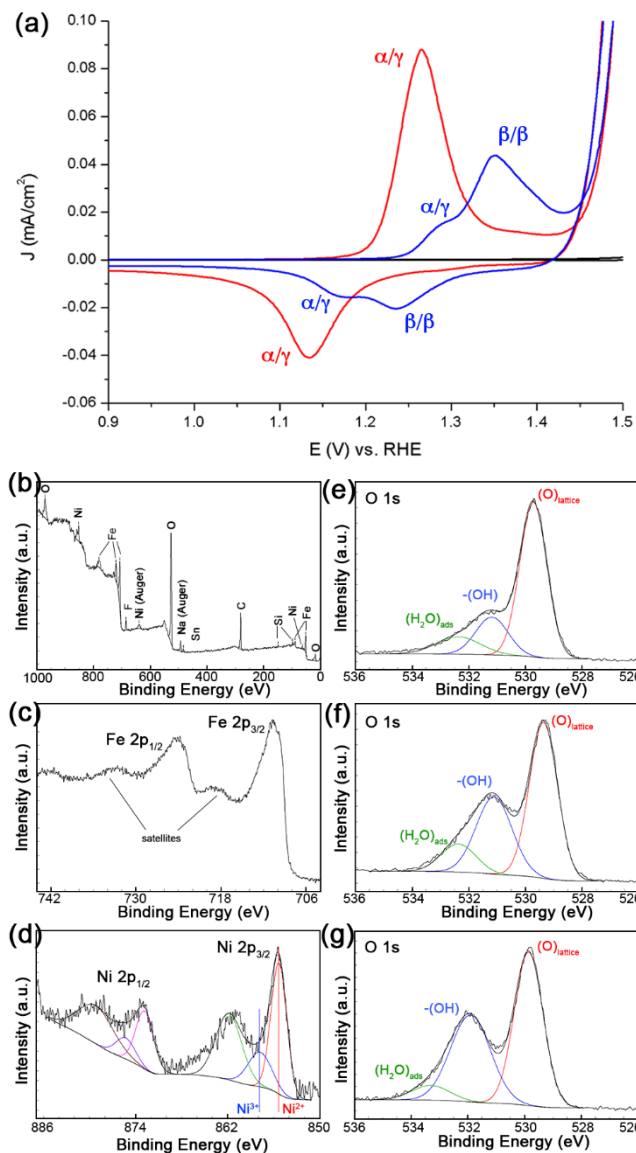 (a)
0.10
0.08
0.06
0.04
0.02
0.00
-0.02
-0.04
-0.06
J (mA/cm²)
α/γ
β/β
α/γ
α/γ
β/β
α/γ
0.9 1.0 1.1 1.2 1.3 1.4 1.5
E (V) vs. RHE
(b)
Intensity (a.u.)
O
Ni
Fe
F
Ni (Auger)
O
Na (Auger)
Sn
C
Si
Ni
Fe
O
1000 800 600 400 200 0
Binding Energy (eV)
(c)
Intensity (a.u.)
Fe 2p1/2
Fe 2p3/2
satellites
742 730 718 706
Binding Energy (eV)
(d)
Intensity (a.u.)
Ni 2p1/2
Ni 2p3/2
Ni³⁺
Ni²⁺
886 874 862 850
Binding Energy (eV)
(e)
Intensity (a.u.)
O 1s
(O)lattice
-(OH)
(H₂O)ads
536 534 532 530 528 526
Binding Energy (eV)
(f)
Intensity (a.u.)
O 1s
(O)lattice
-(OH)
(H₂O)ads
536 534 532 530 528 526
Binding Energy (eV)
(g)
Intensity (a.u.)
O 1s
(O)lattice
-(OH)
(H₂O)ads
536 534 532 530 528 526
Binding Energy (eV)